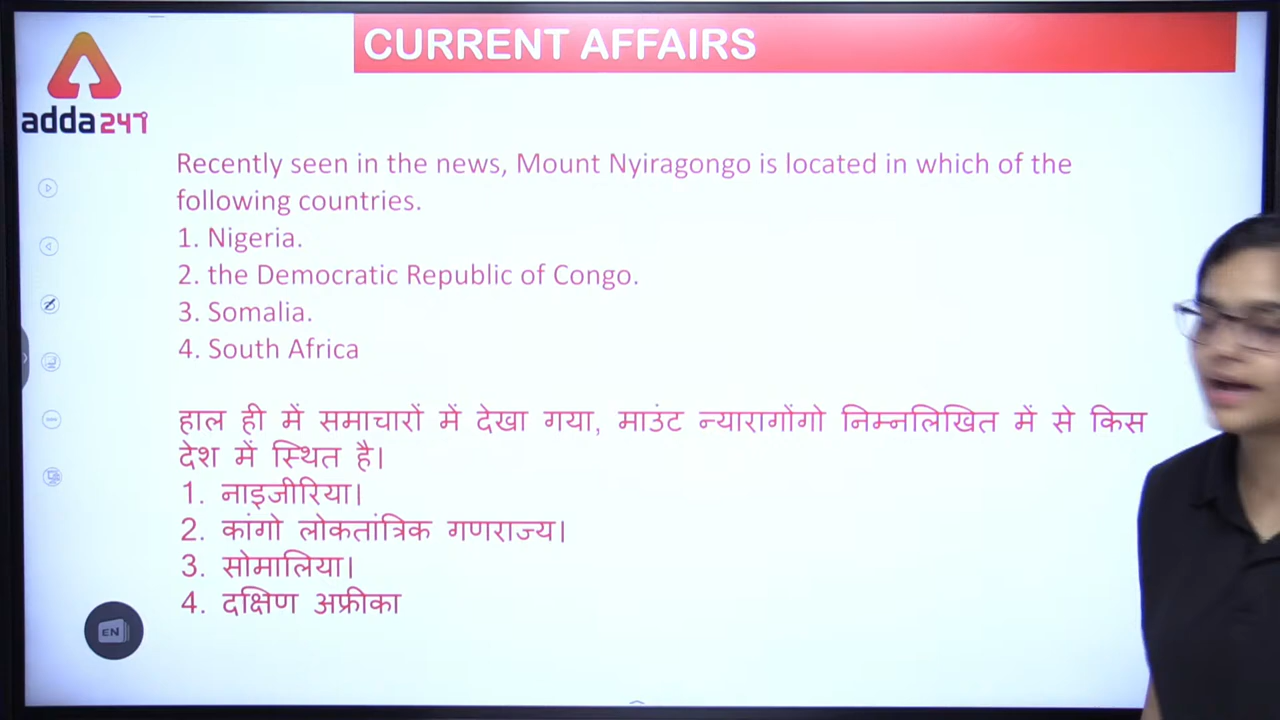 CURRENT AFFAIRS
adda247
Recently seen in the news, Mount Nyiragongo is located in which of the
following countries.
1. Nigeria.
2. the Democratic Republic of Congo.
3. Somalia.
4. South Africa
हाल ही में समाचारों में देखा गया, माउंट न्यारागोंगो निम्नलिखित में से किस
देश में स्थित है।
1. नाइजीरिया।
2. कांगो लोकतांत्रिक गणराज्य।
3. सोमालिया।
4. दक्षिण अफ्रीका
EN